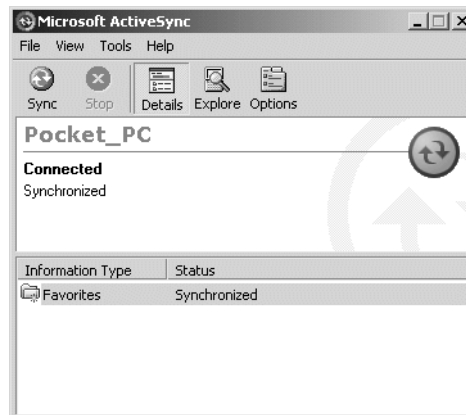 Microsoft ActiveSync
File View Tools Help
Sync Stop Details Explore Options
Pocket_PC
Connected
Synchronized
Information Type Status
Favorites Synchronized